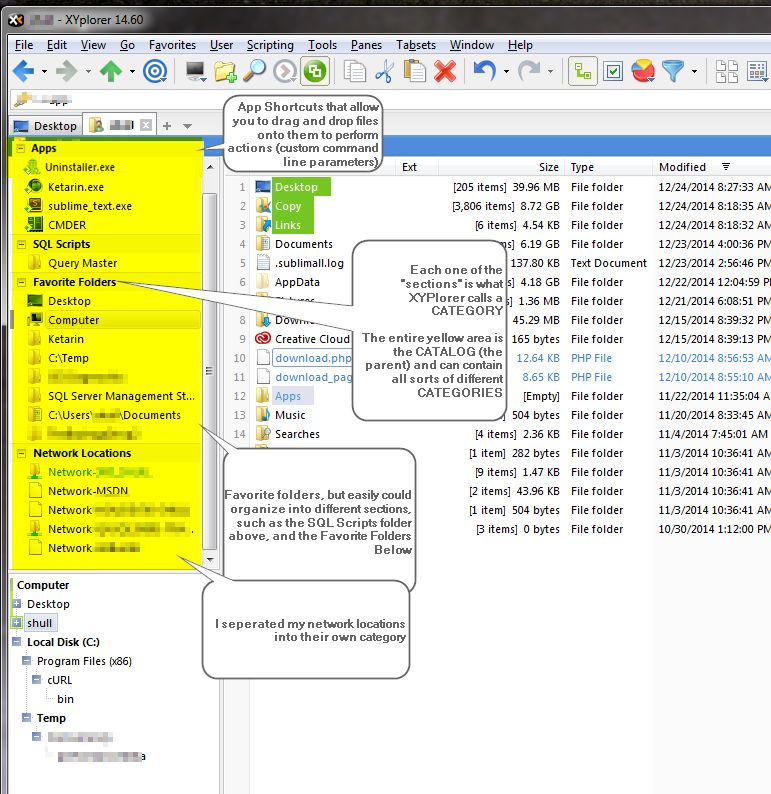 - XYplorer 14.60
File Edit View Go Favorites User Scripting Tools Panes Tabsets Window Help
Desktop
App Shortcuts that allow
you to drag and drop files
onto them to perform
actions (custom command
line parameters)
Apps
Uninstaller.exe
Ketarin.exe
sublime_text.exe
CMDER
SQL Scripts
Query Master
Favorite Folders
Desktop
Computer
Ketarin
C:\Temp
SQL Server Management St...
C:\Users\ \Documents
Network Locations
Network-
Network-MSDN
Network
Network
Network
Ext Size Type Modified
1 Desktop [205 items] 39.96 MB File folder 12/24/2014 8:27:33 AM
2 Copy [3,806 items] 8.72 GB File folder 12/24/2014 8:18:35 AM
3 Links [6 items] 4.54 KB File folder 12/24/2014 8:18:32 AM
4 Documents 6.19 GB File folder 12/23/2014 4:00:36 PM
5 .sublimall.log 137.80 KB Text Document 12/23/2014 2:56:46 PM
6 AppData 4.18 GB File folder 12/22/2014 12:04:59 PM
7 1.36 MB File folder 12/21/2014 6:08:51 PM
8 45.29 MB File folder 12/15/2014 8:39:32 PM
9 Creative Cloud 165 bytes File folder 12/15/2014 8:39:13 PM
10 download.php 12.64 KB PHP File 12/10/2014 8:56:53 AM
11 download_pag 8.65 KB PHP File 12/10/2014 8:55:10 AM
12 Apps [Empty] File folder 11/22/2014 11:35:04 A
13 Music 504 bytes File folder 11/20/2014 8:33:45 AM
14 Searches [4 items] 2.36 KB File folder 11/4/2014 7:45:01 AM
[1 item] 282 bytes File folder 11/3/2014 10:36:41 AM
[9 items] 1.47 KB File folder 11/3/2014 10:36:41 AM
[2 items] 43.96 KB File folder 11/3/2014 10:36:41 AM
[1 item] 504 bytes File folder 11/3/2014 10:36:41 AM
[3 items] 0 bytes File folder 10/30/2014 1:12:00 PM
Each one of the
"sections" is what
XYPlorer calls a
CATEGORY
The entire yellow area is
the CATALOG (the
parent) and can contain
all sorts of different
CATEGORIES
Favorite folders, but easily could
organize into different sections,
such as the SQL Scripts folder
above, and the Favorite Folders
Below
I seperated my network locations
into their own category
Computer
Desktop
shull
Local Disk (C:)
Program Files (x86)
cURL
bin
Temp